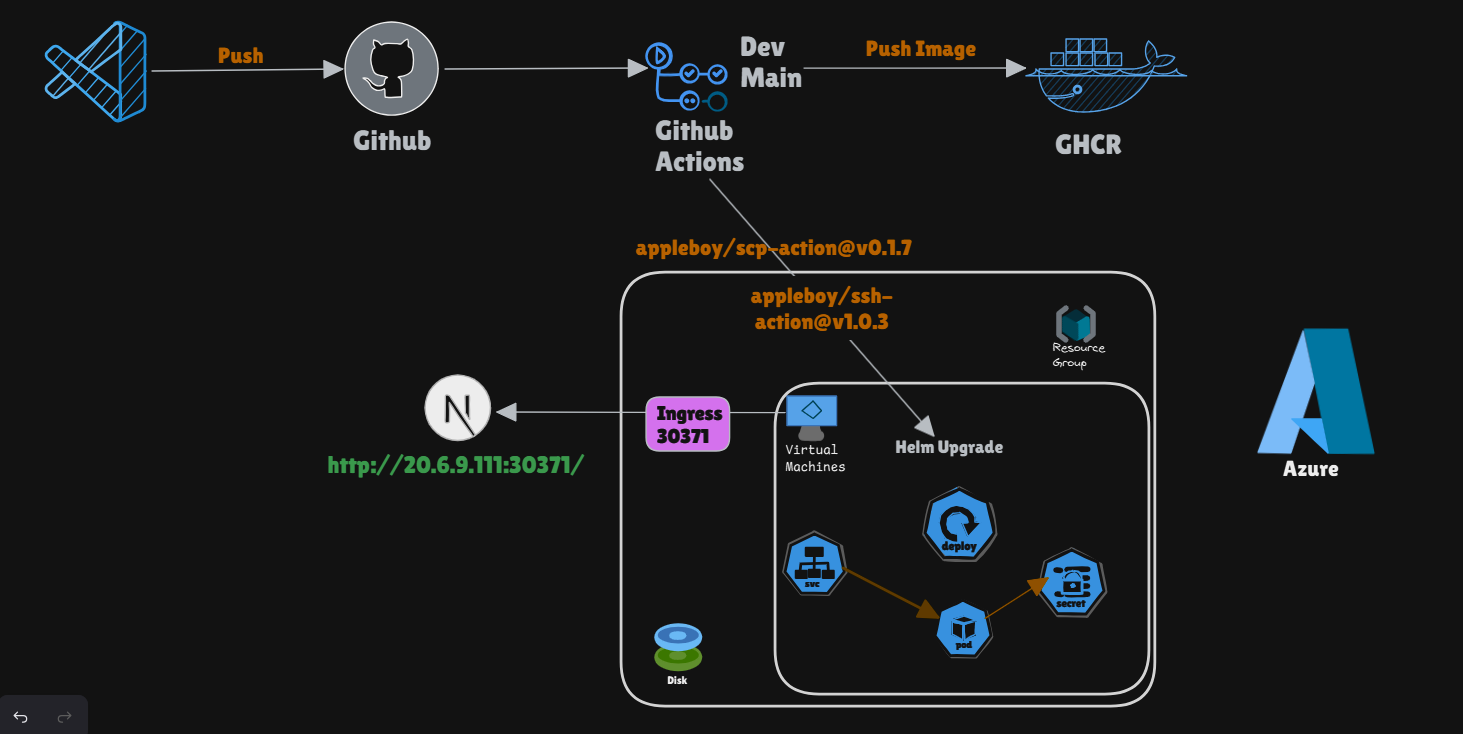 Push
Github
Dev
Main
Github
Actions
Push Image
GHCR
appleboy/scp-action@v0.1.7
appleboy/ssh-
action@v1.0.3
Resource
Group
Ingress
30371
http://20.6.9.111:30371/
Virtual
Machines
Helm Upgrade
Azure
deploy
svc
secret
pod
Disk